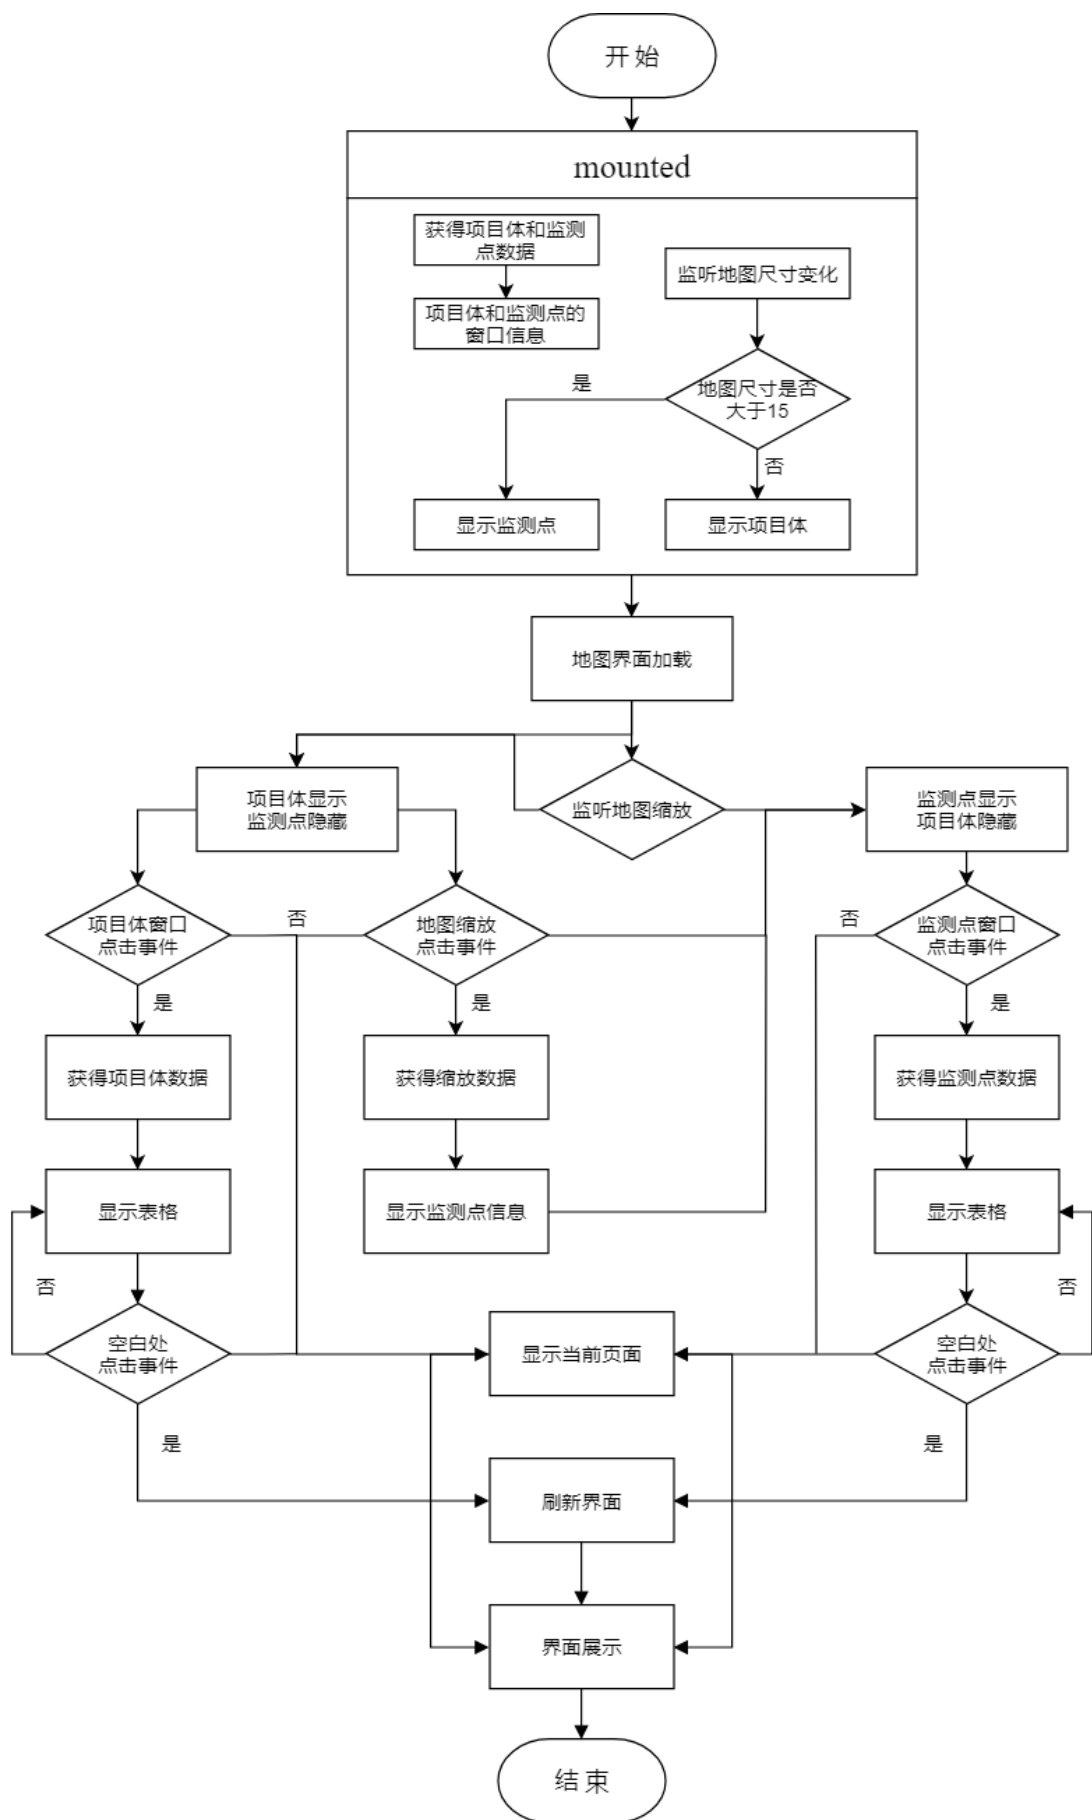 开 始
mounted
获得项目体和监测
点数据
监听地图尺寸变化
项目体和监测点的
窗口信息
是
地图尺寸是否
大于15
否
显示监测点
显示项目体
地图界面加载
项目体显示
监测点隐藏
监听地图缩放
监测点显示
项目体隐藏
项目体窗口
点击事件
否
地图缩放
点击事件
否
监测点窗口
点击事件
是
是
是
获得项目体数据
获得缩放数据
获得监测点数据
显示表格
显示监测点信息
显示表格
否
否
空白处
点击事件
显示当前页面
空白处
点击事件
是
是
刷新界面
界面展示
结 束